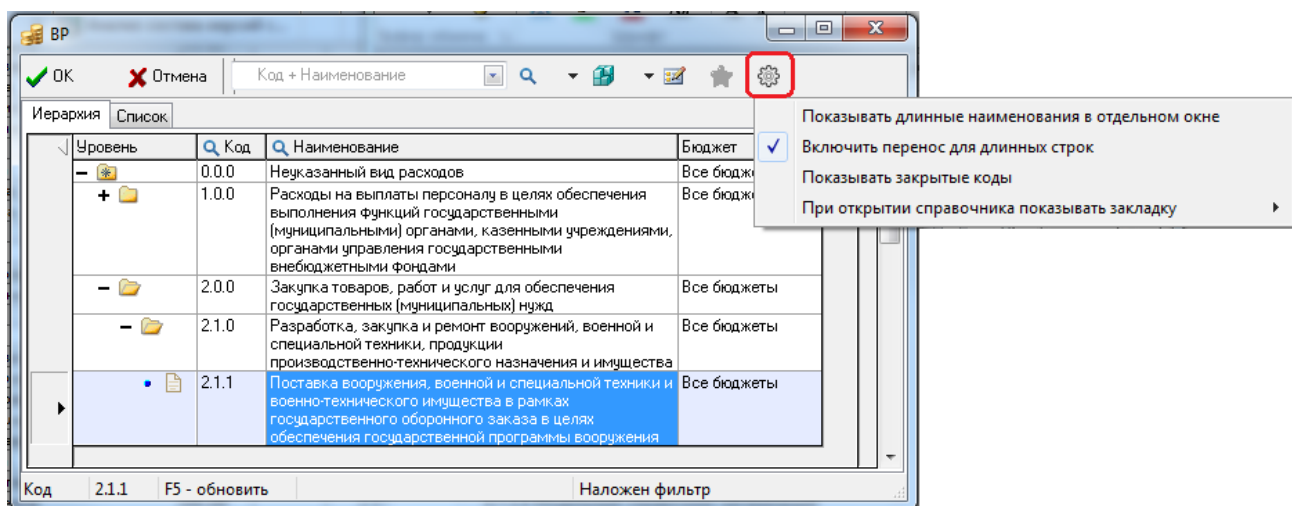 ВР
ОК
Отмена
Код + Наименование
Иерархия
Список
Показывать длинные наименования в отдельном окне
Включить перенос для длинных строк
Показывать закрытые коды
При открытии справочника показывать закладку
Уровень
Код
Наименование
Бюджет
0.0.0
Неуказанный вид расходов
Все бюдж
1.0.0
Расходы на выплаты персоналу в целях обеспечения
выполнения функций государственными
(муниципальными) органами, казенными учреждениями,
органами управления государственными
внебюджетными фондами
Все бюдж
2.0.0
Закупка товаров, работ и услуг для обеспечения
государственных (муниципальных) нужд
Все бюджеты
2.1.0
Разработка, закупка и ремонт вооружений, военной и
специальной техники, продукции
производственно-технического назначения и имущества
Все бюджеты
2.1.1
Поставка вооружения, военной и специальной техники и
военно-технического имущества в рамках
государственного оборонного заказа в целях
обеспечения государственной программы вооружения
Все бюджеты
Код
2.1.1
F5 - обновить
Наложен фильтр